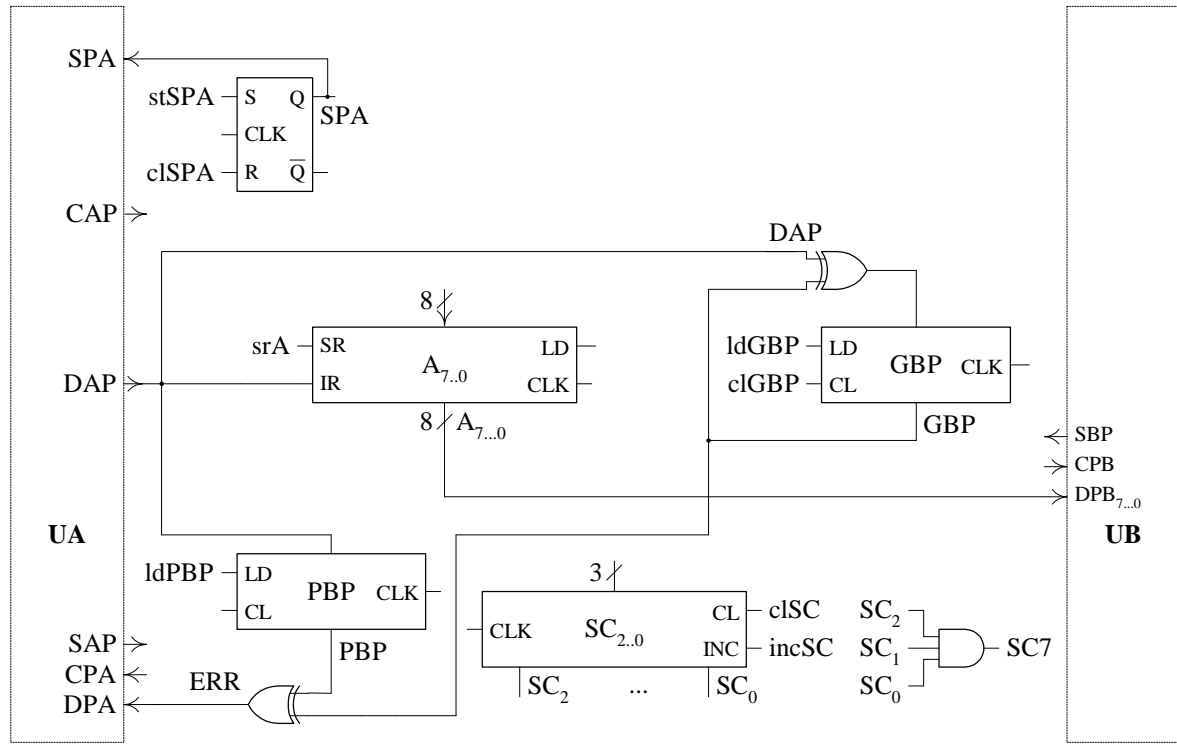 SPA
stSPA
S
Q
SPA
CLK
clSPA
R
Q̅
CAP
DAP
8
srA
SR
LD
A7..0
DAP
IR
CLK
8
A7...0
ldGBP
LD
GBP
CLK
clGBP
CL
GBP
SBP
CPB
DPB7...0
UA
UB
ldPBP
LD
PBP
CLK
CL
PBP
3
CLK
SC2..0
CL
clSC
INC
incSC
SC2
...
SC0
SC2
SC1
SC0
SC7
SAP
CPA
ERR
DPA